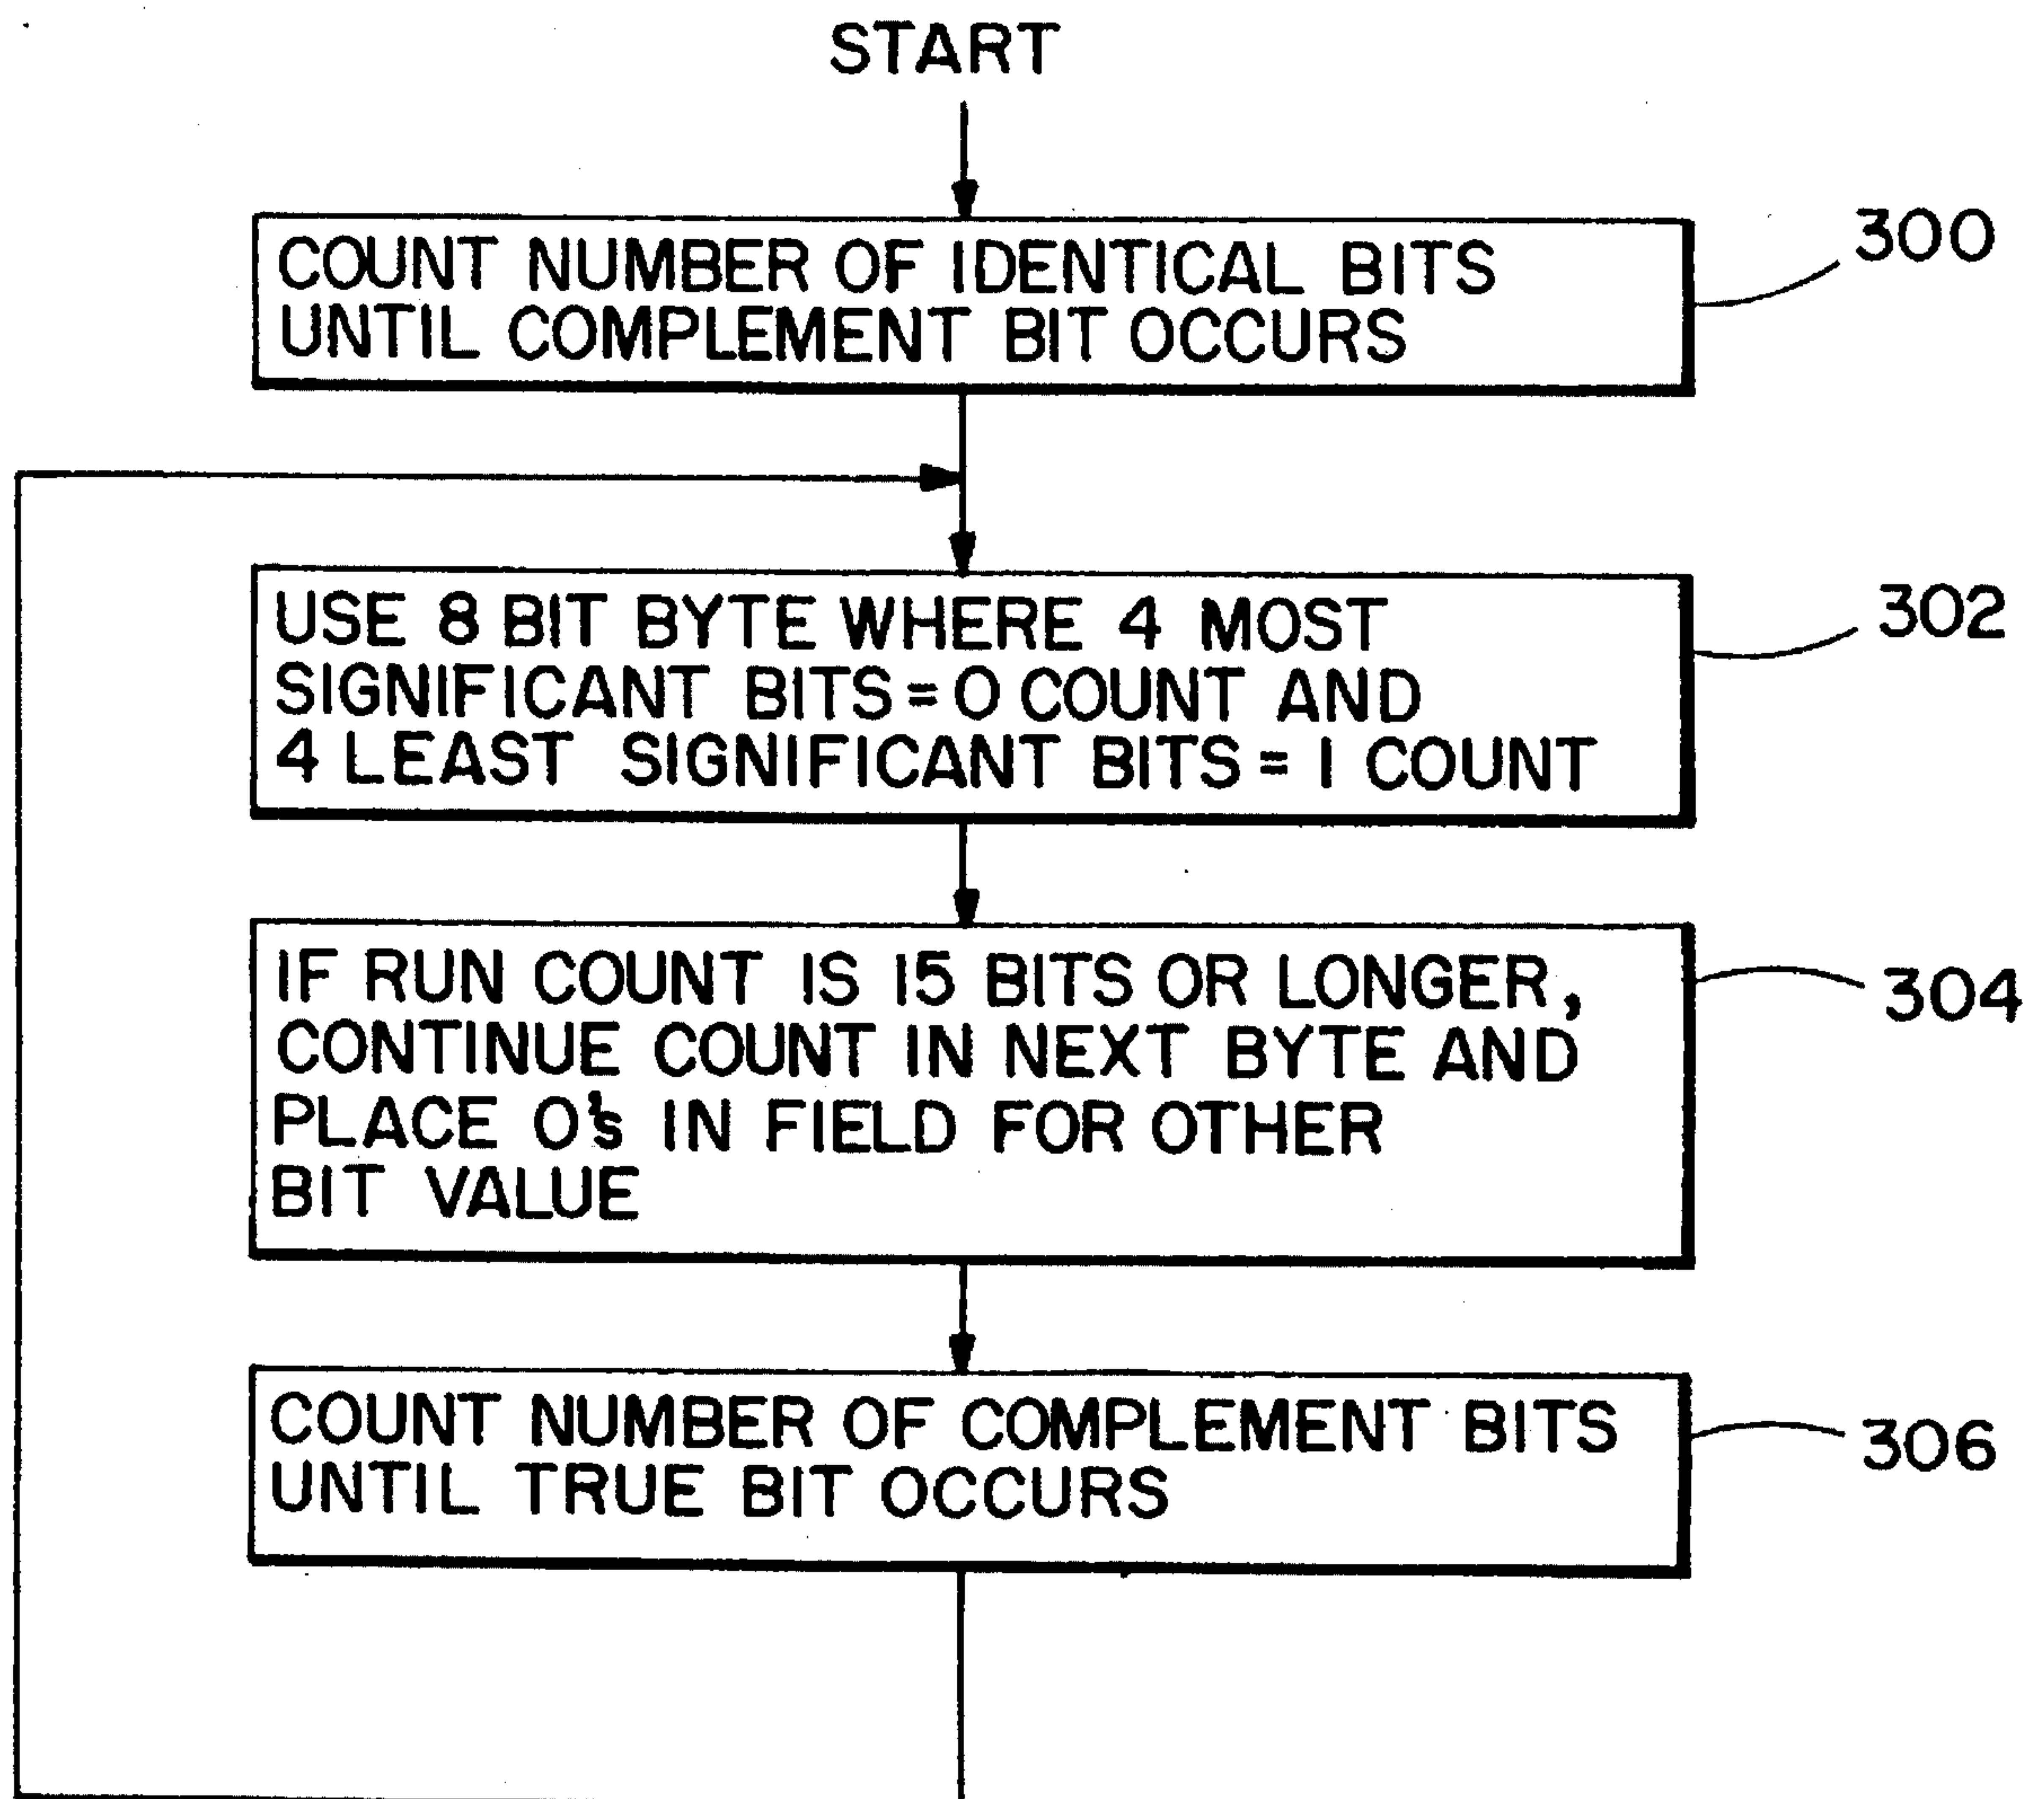 START
COUNT NUMBER OF IDENTICAL BITS
UNTIL COMPLEMENT BIT OCCURS
300
USE 8 BIT BYTE WHERE 4 MOST
SIGNIFICANT BITS = 0 COUNT AND
4 LEAST SIGNIFICANT BITS = 1 COUNT
302
IF RUN COUNT IS 15 BITS OR LONGER,
CONTINUE COUNT IN NEXT BYTE AND
PLACE 0's IN FIELD FOR OTHER
BIT VALUE
304
COUNT NUMBER OF COMPLEMENT BITS
UNTIL TRUE BIT OCCURS
306